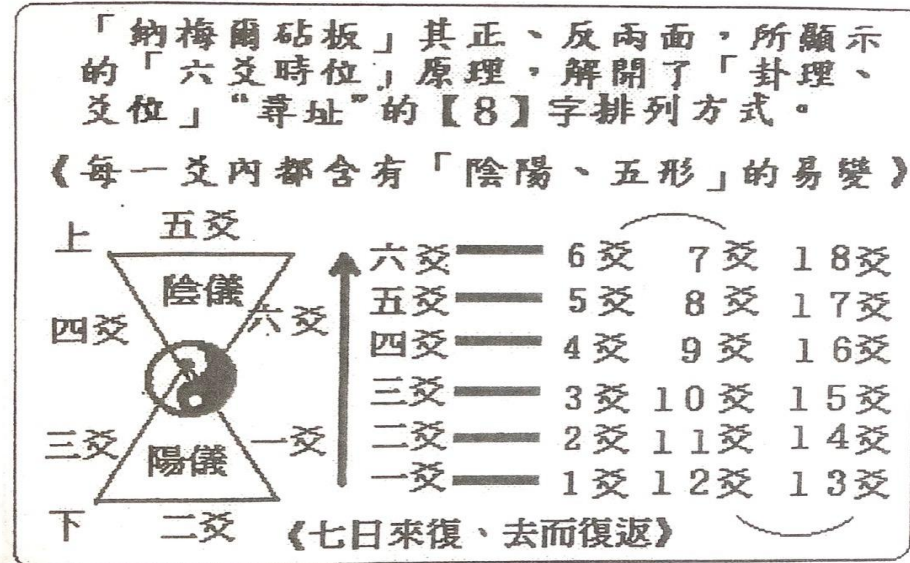 「納梅爾砧板」其正、反兩面，所顯示
的「六爻時位」原理，解開了「卦理、
爻位」“尋址”的【8】字排列方式。
《每一爻內都含有「陰陽、五形」的易變》
上 五爻
陰儀
四爻 六爻
三爻 陽儀 一爻
下 二爻
六爻 6爻 7爻 18爻
五爻 5爻 8爻 17爻
四爻 4爻 9爻 16爻
三爻 3爻 10爻 15爻
二爻 2爻 11爻 14爻
一爻 1爻 12爻 13爻
《七日來復、去而復返》